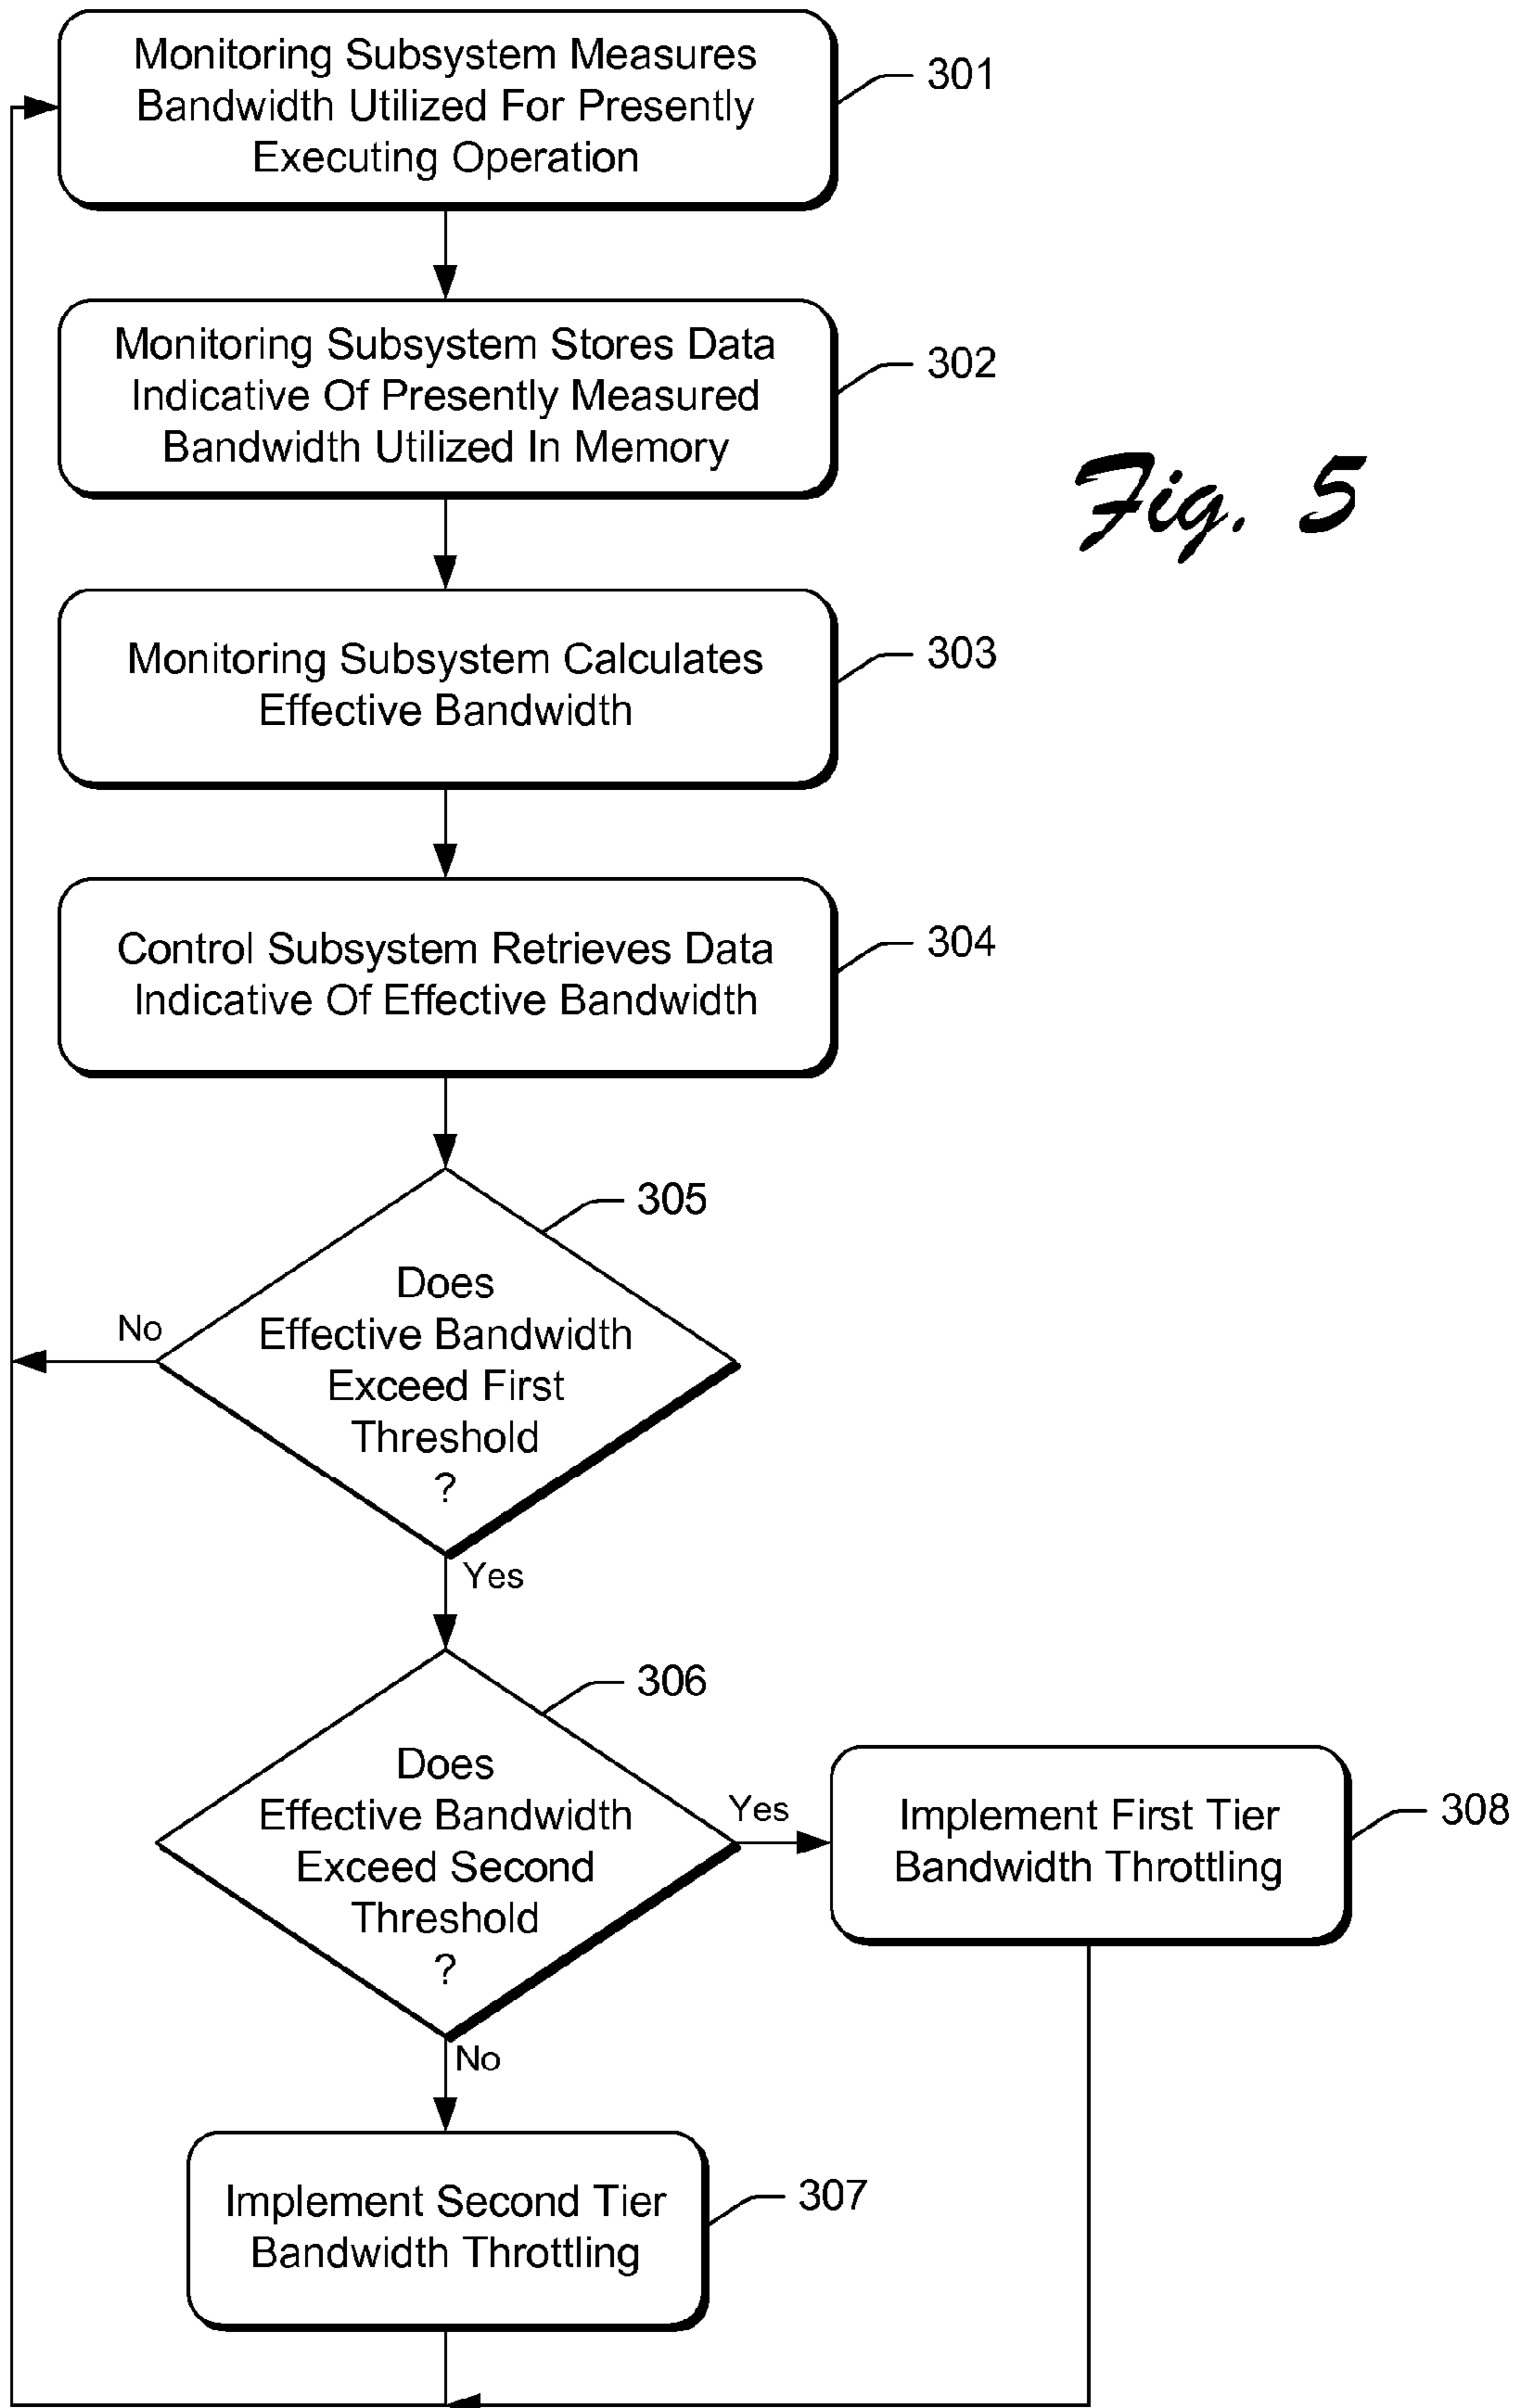 Monitoring Subsystem Measures
Bandwidth Utilized For Presently
Executing Operation
301
Monitoring Subsystem Stores Data
Indicative Of Presently Measured
Bandwidth Utilized In Memory
302
Fig. 5
Monitoring Subsystem Calculates
Effective Bandwidth
303
Control Subsystem Retrieves Data
Indicative Of Effective Bandwidth
304
305
Does
Effective Bandwidth
Exceed First
Threshold
?
No
Yes
306
Does
Effective Bandwidth
Exceed Second
Threshold
?
Yes
Implement First Tier
Bandwidth Throttling
308
No
Implement Second Tier
Bandwidth Throttling
307